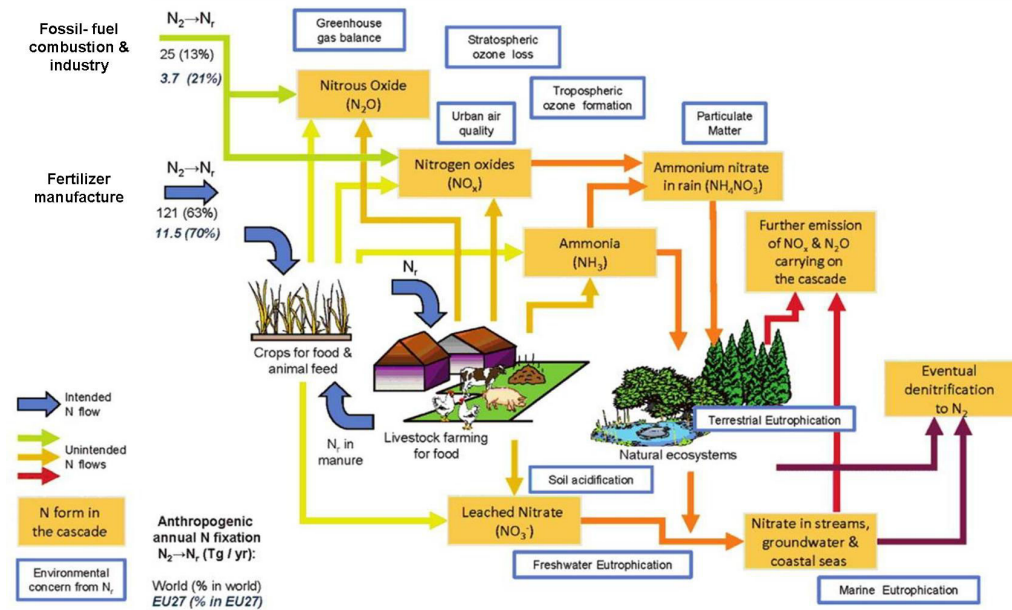 Fossil- fuel
combustion &
industry
N₂→Nᵣ
25 (13%)
3.7 (21%)
Greenhouse
gas balance
Stratospheric
ozone loss
Nitrous Oxide
(N₂O)
Tropospheric
ozone formation
Urban air
quality
Particulate
Matter
Fertilizer
manufacture
N₂→Nᵣ
121 (63%)
11.5 (70%)
Nitrogen oxides
(NOₓ)
Ammonium nitrate
in rain (NH₄NO₃)
Ammonia
(NH₃)
Further emission
of NOₓ & N₂O
carrying on
the cascade
Nᵣ
Crops for food &
animal feed
Nᵣ in
manure
Livestock farming
for food
Terrestrial Eutrophication
Natural ecosystems
Eventual
denitrification
to N₂
Intended
N flow
Unintended
N flows
Soil acidification
Leached Nitrate
(NO₃⁻)
Nitrate in streams,
groundwater &
coastal seas
Freshwater Eutrophication
Marine Eutrophication
N form in
the cascade
Environmental
concern from Nᵣ
Anthropogenic
annual N fixation
N₂→Nᵣ (Tg / yr):
World (% in world)
EU27 (% in EU27)